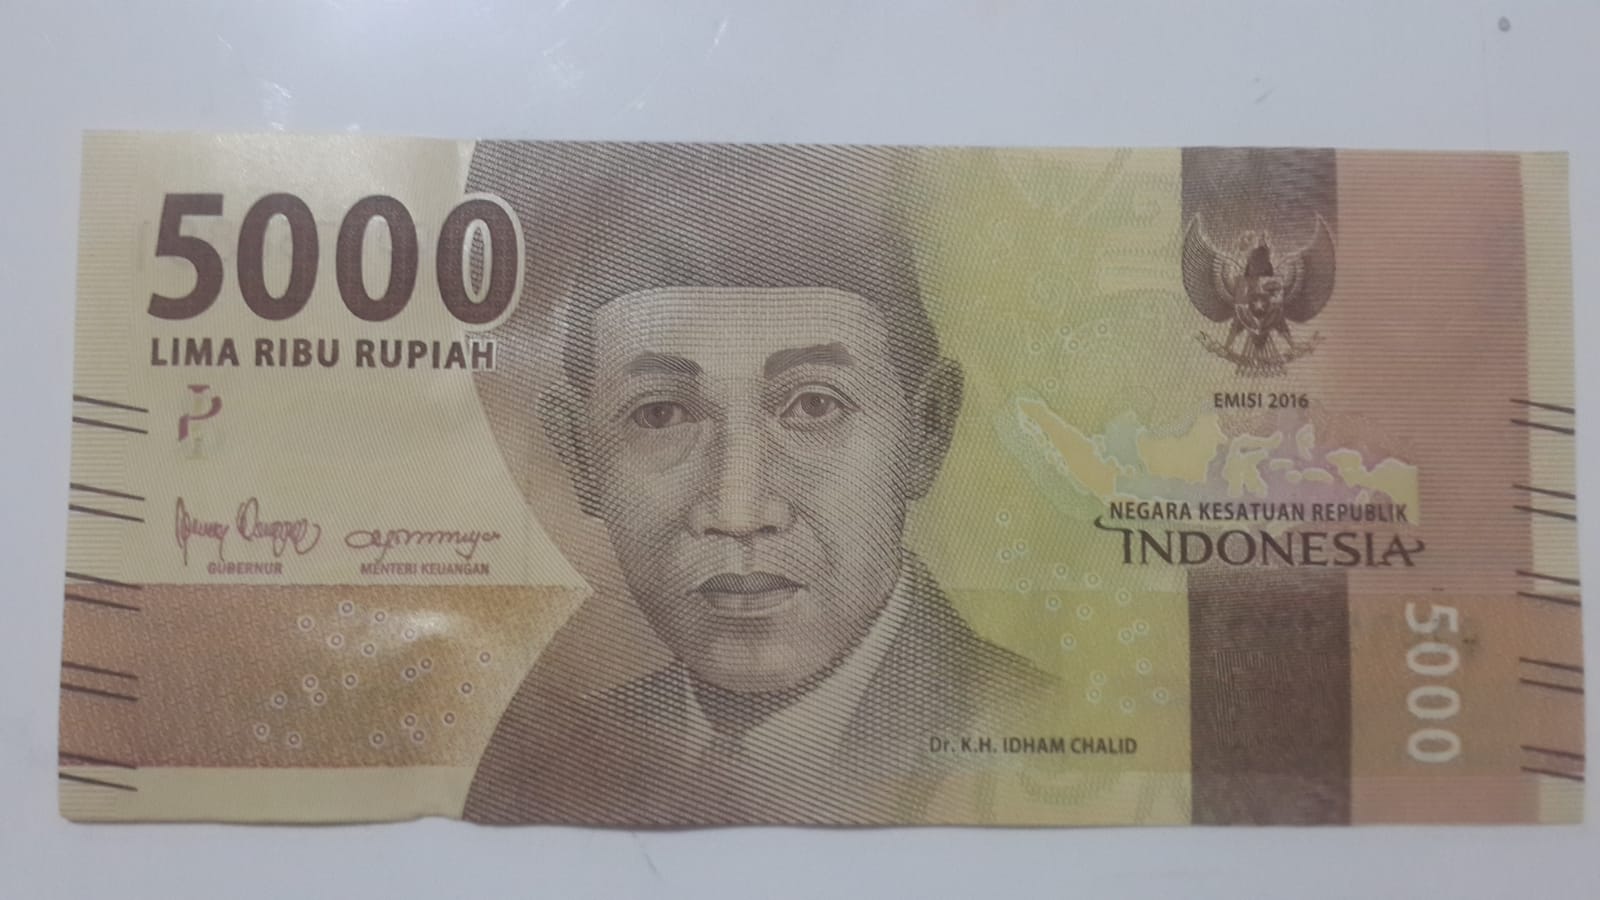 5000
LIMA RIBU RUPIAH
GUBERNUR
MENTERI KEUANGAN
EMISI 2016
NEGARA KESATUAN REPUBLIK
INDONESIA
5000
Dr. K.H. IDHAM CHALID